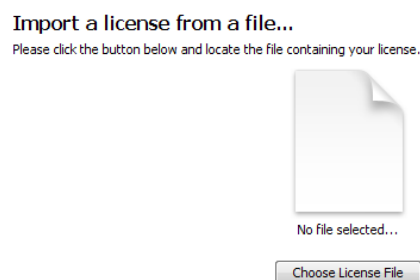 Import a license from a file...
Please click the button below and locate the file containing your license.
No file selected...
Choose License File